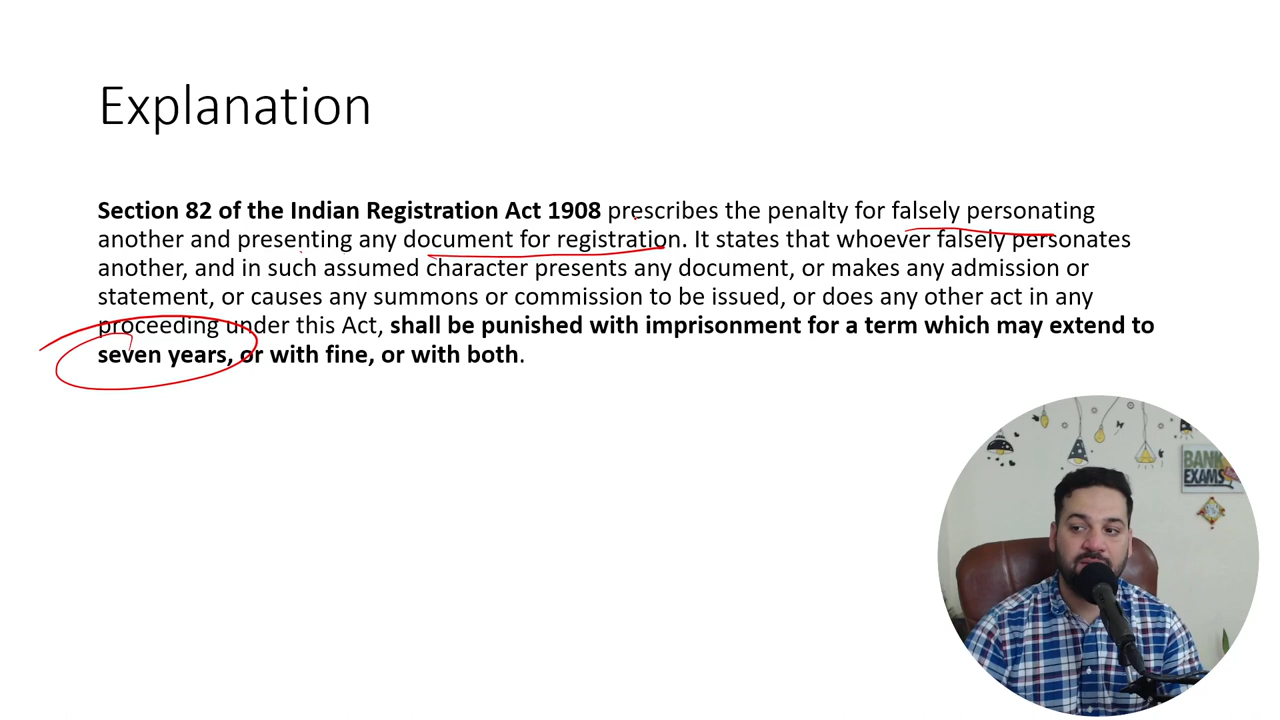 Explanation
Section 82 of the Indian Registration Act 1908 prescribes the penalty for falsely personating
another and presenting any document for registration. It states that whoever falsely personates
another, and in such assumed character presents any document, or makes any admission or
statement, or causes any summons or commission to be issued, or does any other act in any
proceeding under this Act, shall be punished with imprisonment for a term which may extend to
seven years, or with fine, or with both.
BANK
EXAMS